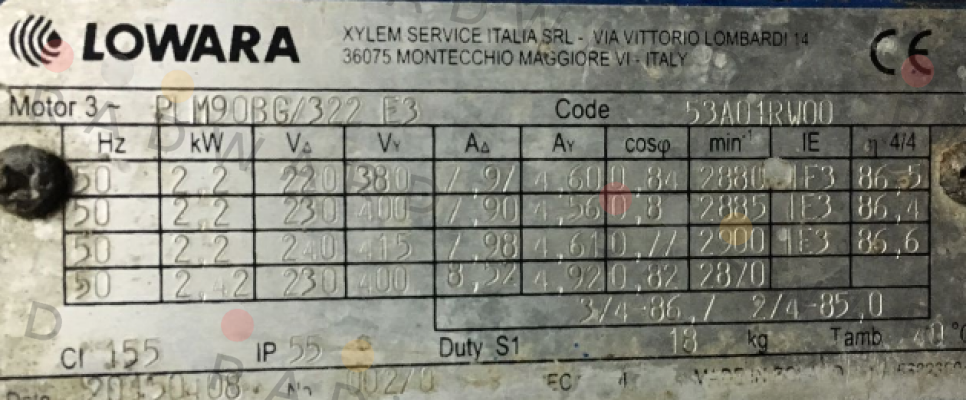 LOWARA
XYLEM SERVICE ITALIA SRL - VIA VITTORIO LOMBARDI 14
36075 MONTECCHIO MAGGIORE VI - ITALY
CE
Motor 3~ PLM90BG/322 E3 Code 53A01RW00
Hz kW V△ VY A△ AY cosφ min⁻¹ IE η 4/4
50 2,2 220 380 7,97 4,60 0,84 2880 IE3 86,5
50 2,2 230 400 7,90 4,56 0,8 2885 IE3 86,4
50 2,2 240 415 7,98 4,61 0,77 2900 IE3 86,6
50 2,42 230 400 8,52 4,92 0,82 2870
3/4-86,7 2/4-85,0
Cl 155 IP 55 Duty S1 18 kg Tamb 40 °C
Date